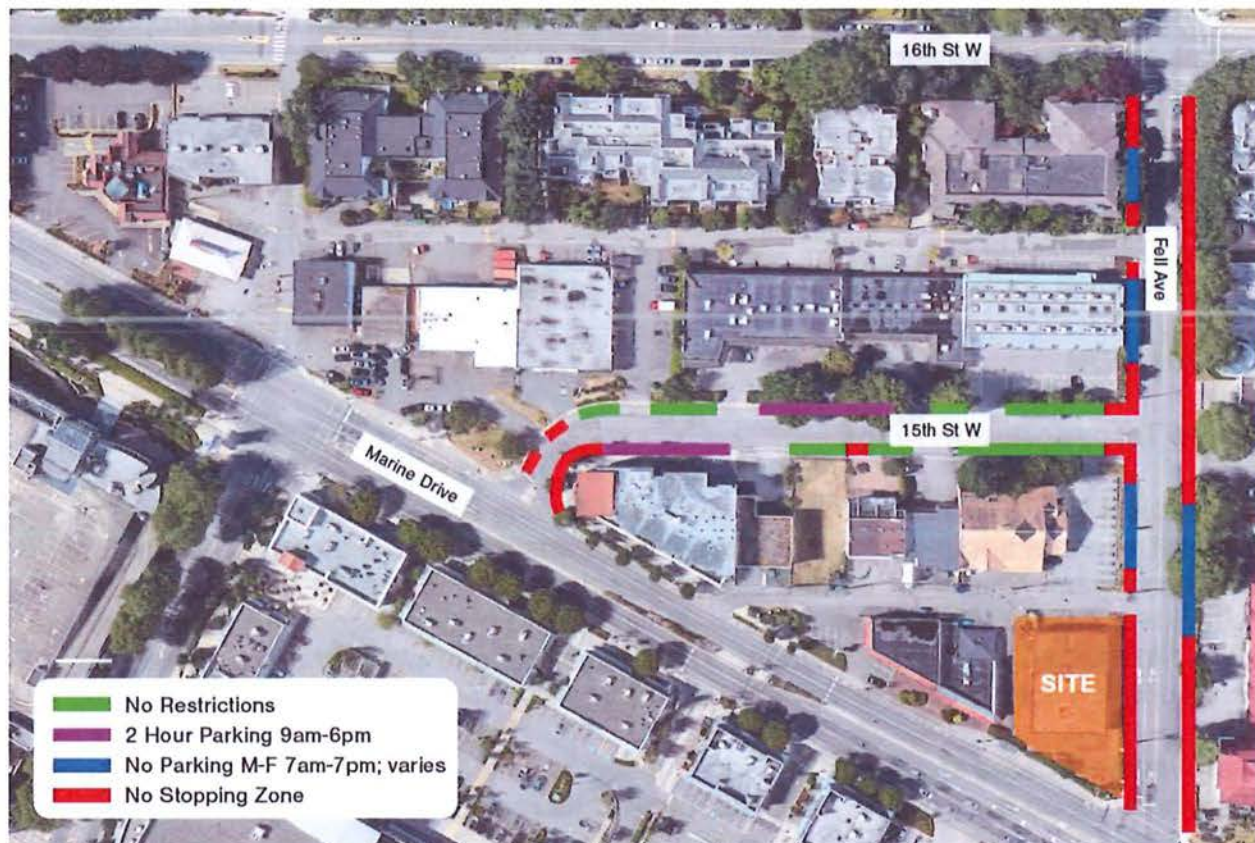 16th St W
Fell Ave
15th St W
Marine Drive
SITE
No Restrictions
2 Hour Parking 9am-6pm
No Parking M-F 7am-7pm; varies
No Stopping Zone